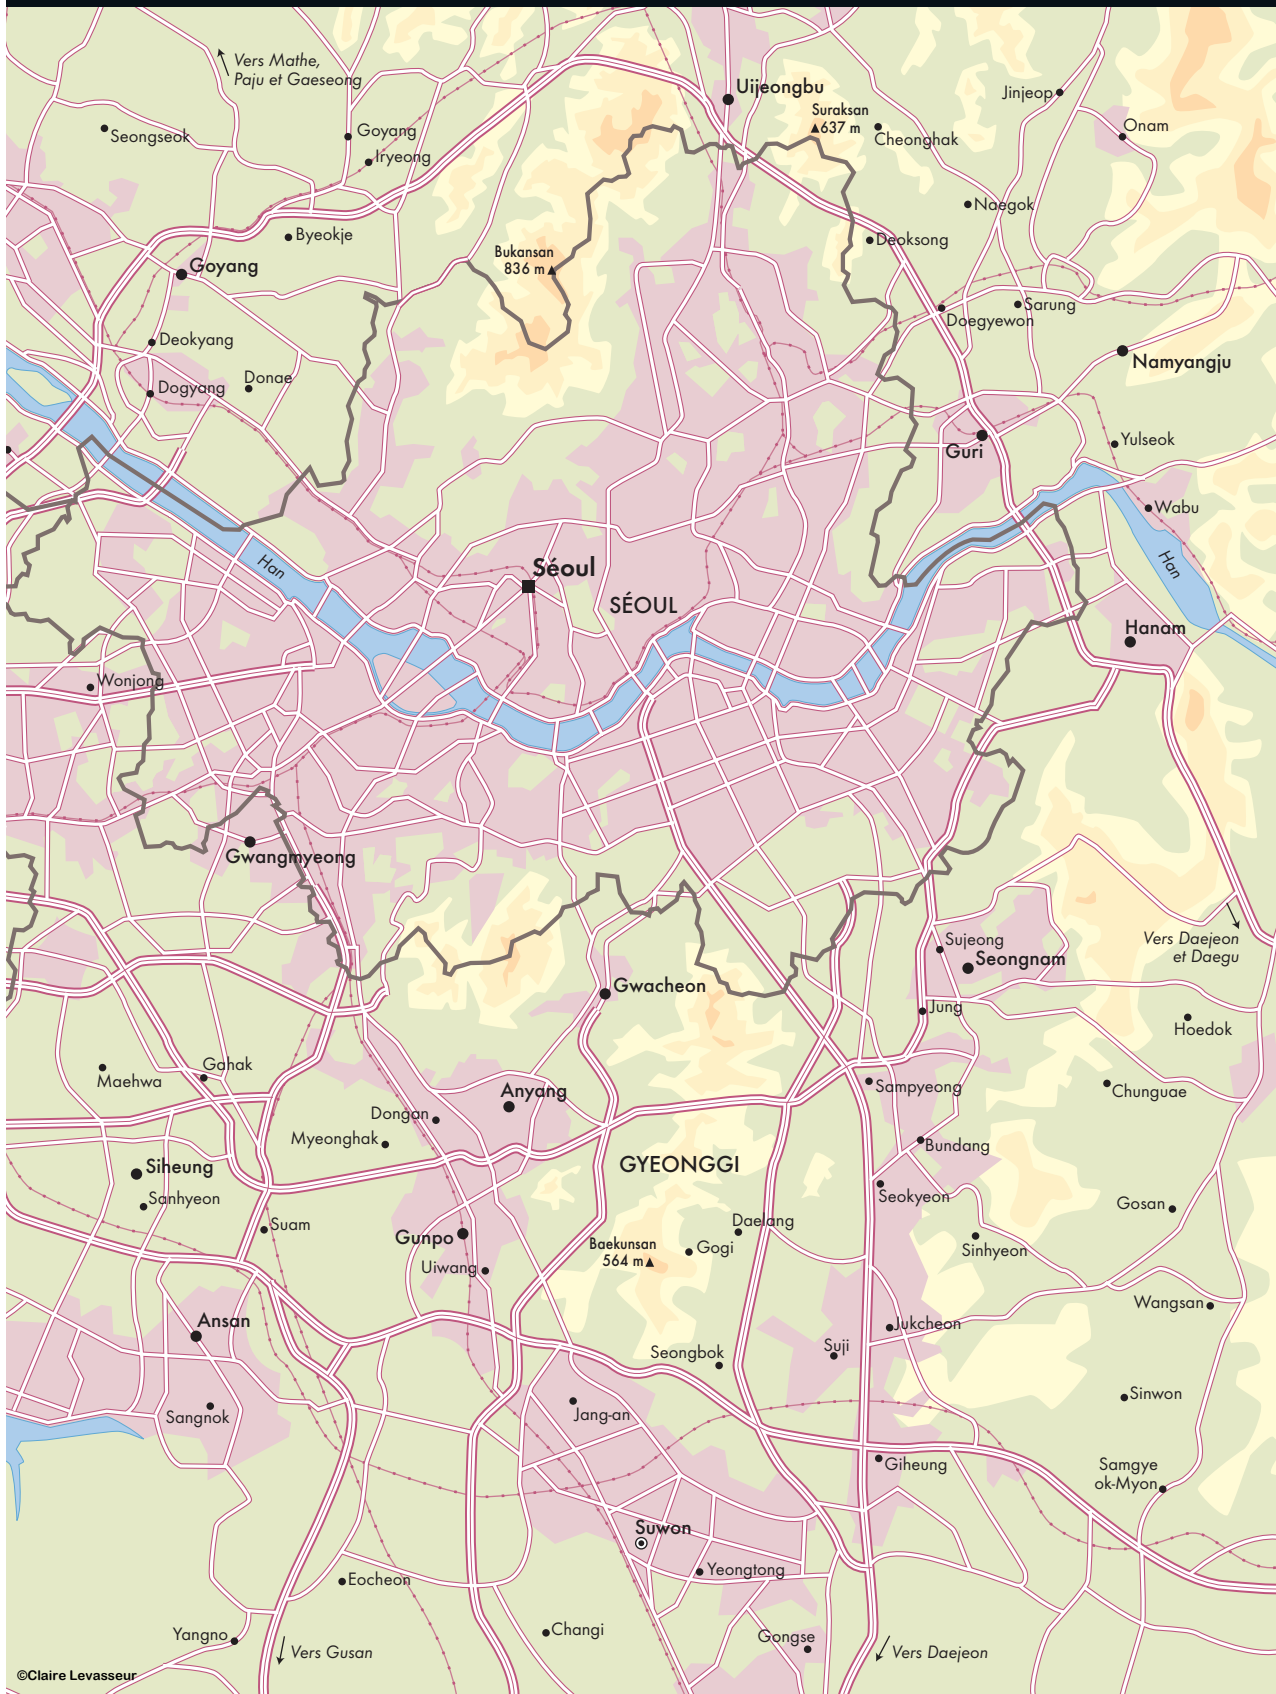 Vers Mathe,
Paju et Gaeseong
Uijeongbu
Jinjeop
Suraksan
637 m
Onam
Seongseok
Goyang
Cheonghak
Iryeong
Naegok
Byeokje
Bukansan
836 m
Deoksong
Goyang
Sarung
Doegyewon
Deokyang
Namyangju
Donae
Dogyang
Guri
Yulseok
Wabu
Han
Séoul
Han
SÉOUL
Hanam
Wonjong
Gwangmyeong
Vers Daejeon
et Daegu
Sujeong
Seongnam
Gwacheon
Jung
Hoedok
Gahak
Maehwa
Sampyeong
Chunguae
Anyang
Dongan
Myeonghak
Bundang
GYEONGGI
Siheung
Sanhyeon
Seokyeon
Gosan
Suam
Daelang
Gunpo
Baekunsan
564 m
Gogi
Sinhyeon
Uiwang
Wangsan
Ansan
Jukcheon
Suji
Seongbok
Sinwon
Sangnok
Jang-an
Giheung
Samgye
ok-Myon
Suwon
Yeongtong
Eocheon
Changi
Yangno
Gongse
Vers Gusan
Vers Daejeon
©Claire Levasseur